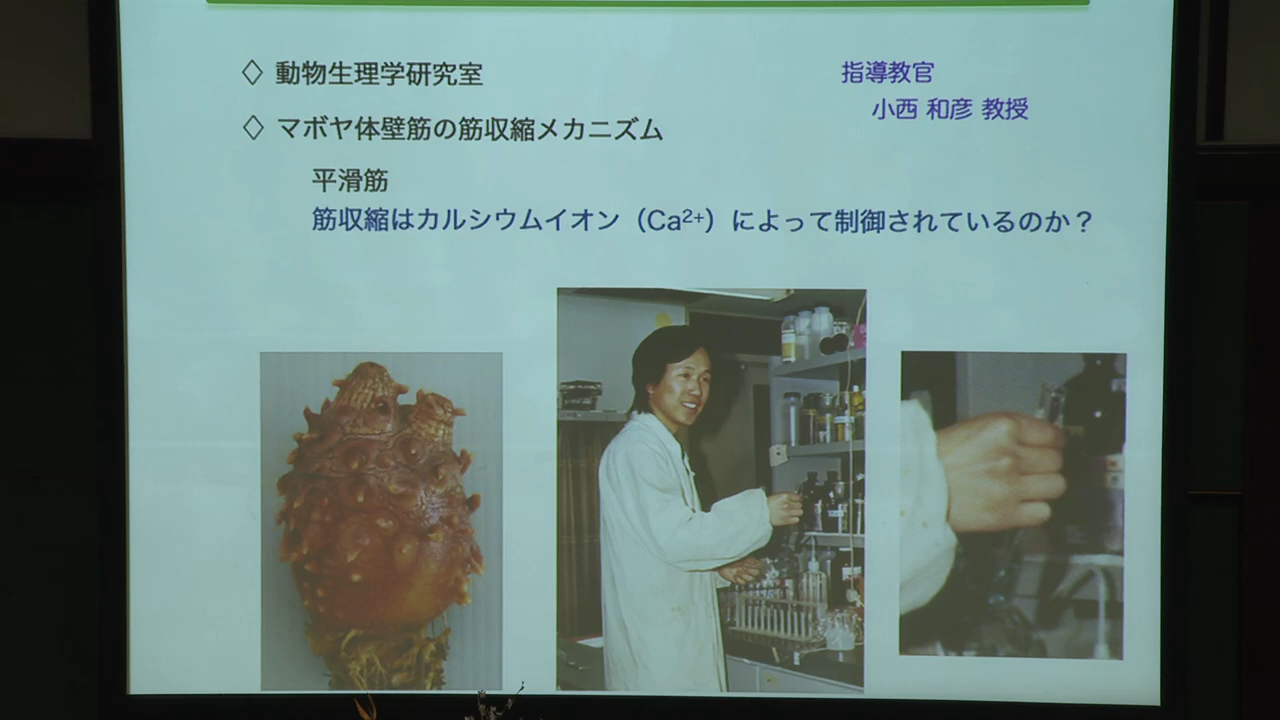 ◇ 動物生理学研究室
指導教官
小西 和彦 教授
◇ マボヤ体壁筋の筋収縮メカニズム
平滑筋
筋収縮はカルシウムイオン（Ca²⁺）によって制御されているのか？